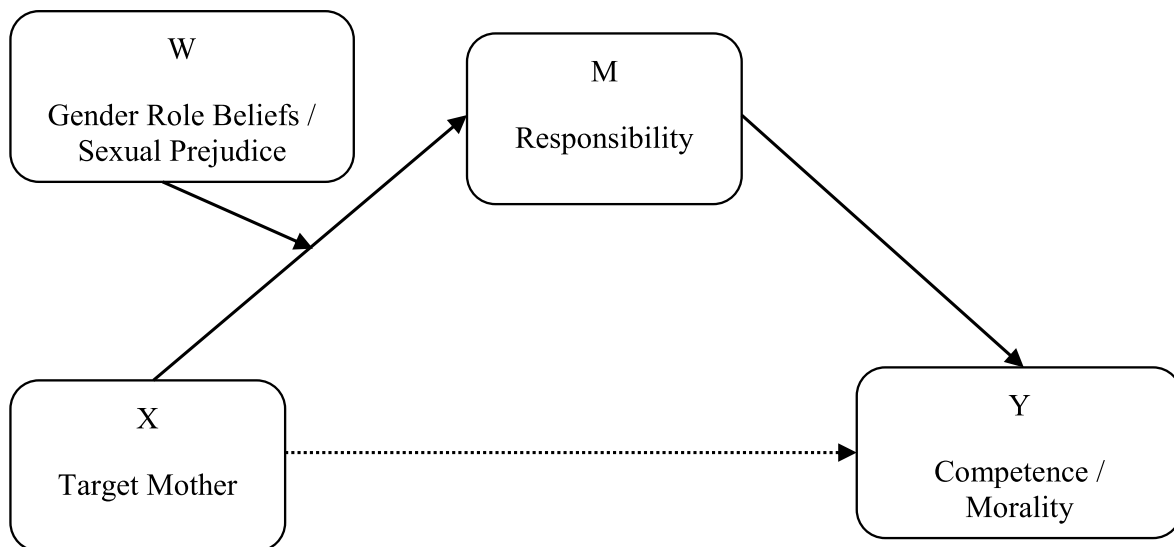 W
Gender Role Beliefs /
Sexual Prejudice
M
Responsibility
X
Target Mother
Y
Competence /
Morality